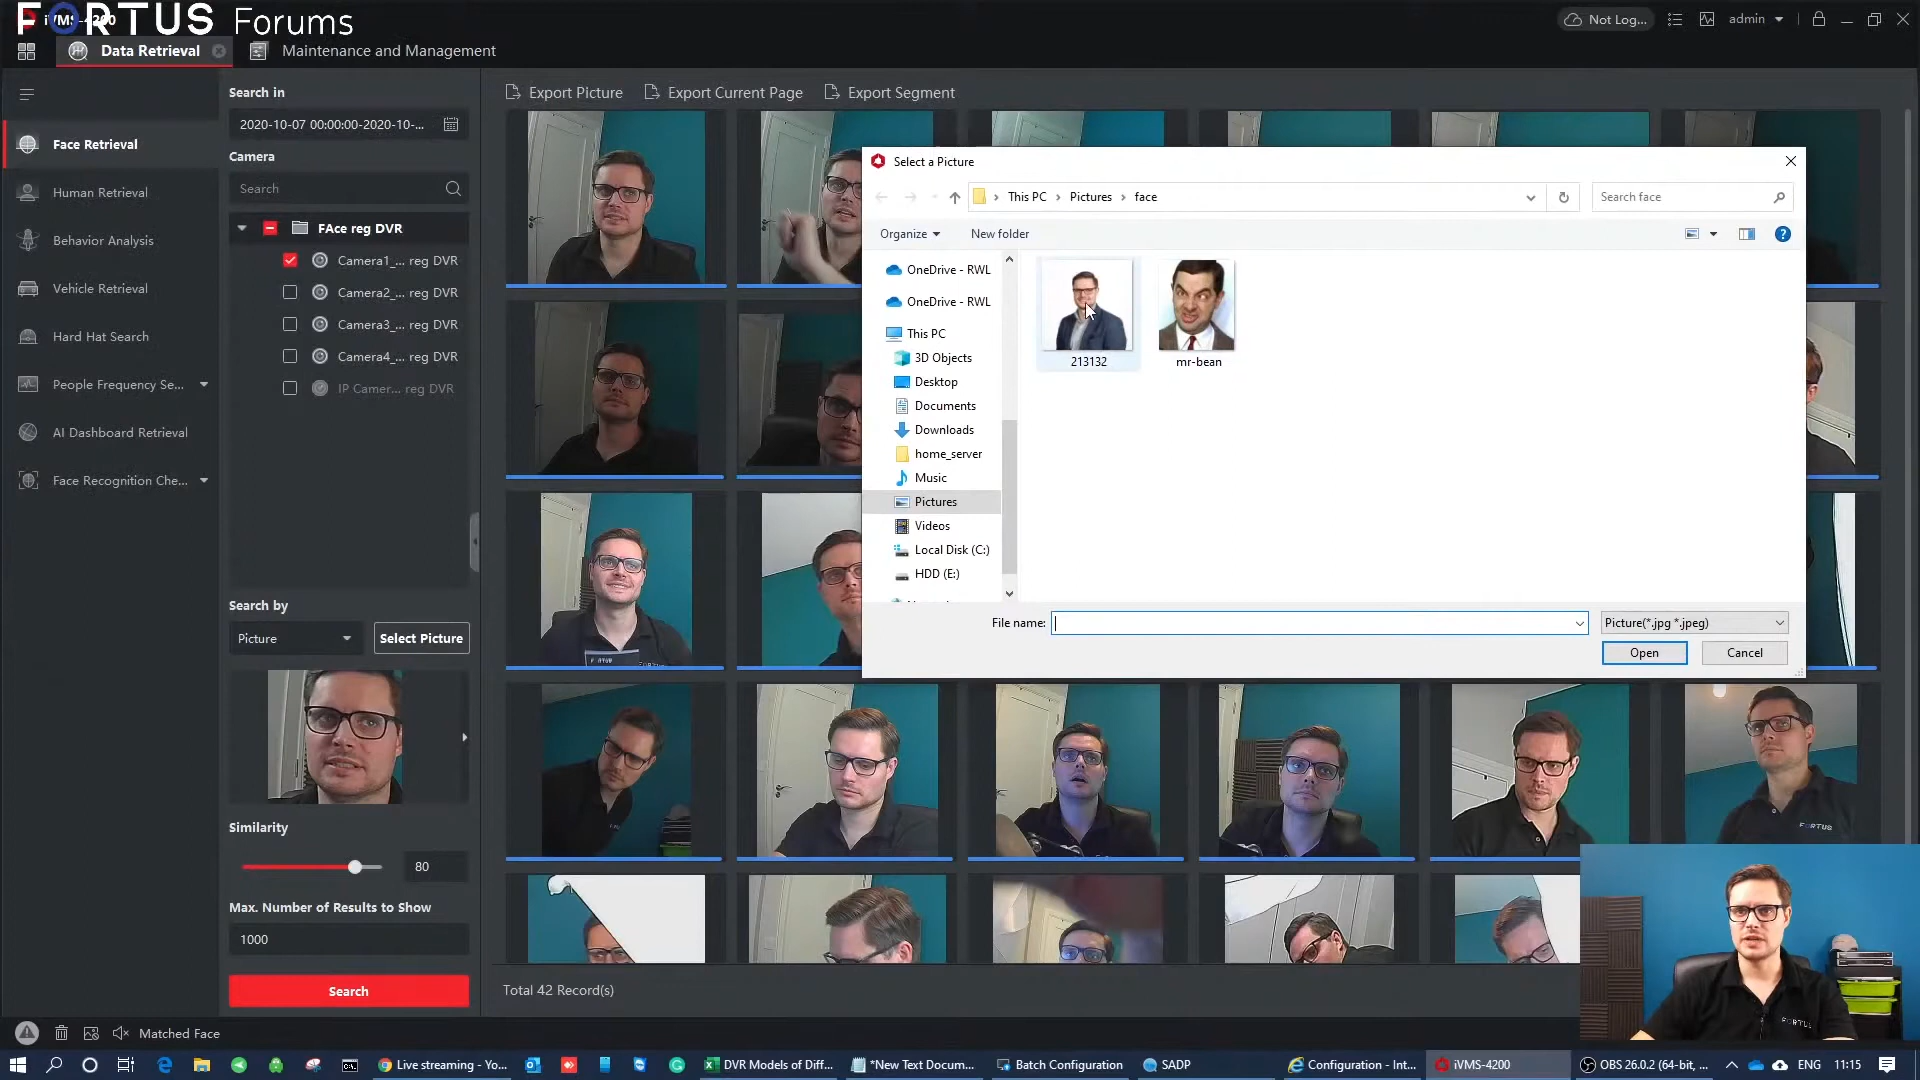 FORTUS Forums
iVMS-4200
Not Log...
admin
Data Retrieval
Maintenance and Management
Search in
2020-10-07 00:00:00-2020-10-...
Camera
Search
FAce reg DVR
Camera1_... reg DVR
Camera2_... reg DVR
Camera3_... reg DVR
Camera4_... reg DVR
IP Camer... reg DVR
Face Retrieval
Human Retrieval
Behavior Analysis
Vehicle Retrieval
Hard Hat Search
People Frequency Se...
AI Dashboard Retrieval
Face Recognition Che...
Search by
Picture
Select Picture
Similarity
80
Max. Number of Results to Show
1000
Search
Export Picture
Export Current Page
Export Segment
Select a Picture
This PC
Pictures
face
Search face
Organize
New folder
OneDrive - RWL
OneDrive - RWL
This PC
3D Objects
Desktop
Documents
Downloads
home_server
Music
Pictures
Videos
Local Disk (C:)
HDD (E:)
213132
mr-bean
File name:
Picture(*.jpg *.jpeg)
Open
Cancel
FORTUS
FORTUS
FORTUS
Total 42 Record(s)
Matched Face
Live streaming - Yo...
DVR Models of Diff...
*New Text Docum...
Batch Configuration
SADP
Configuration - Int...
iVMS-4200
OBS 26.0.2 (64-bit, ...
ENG
11:15